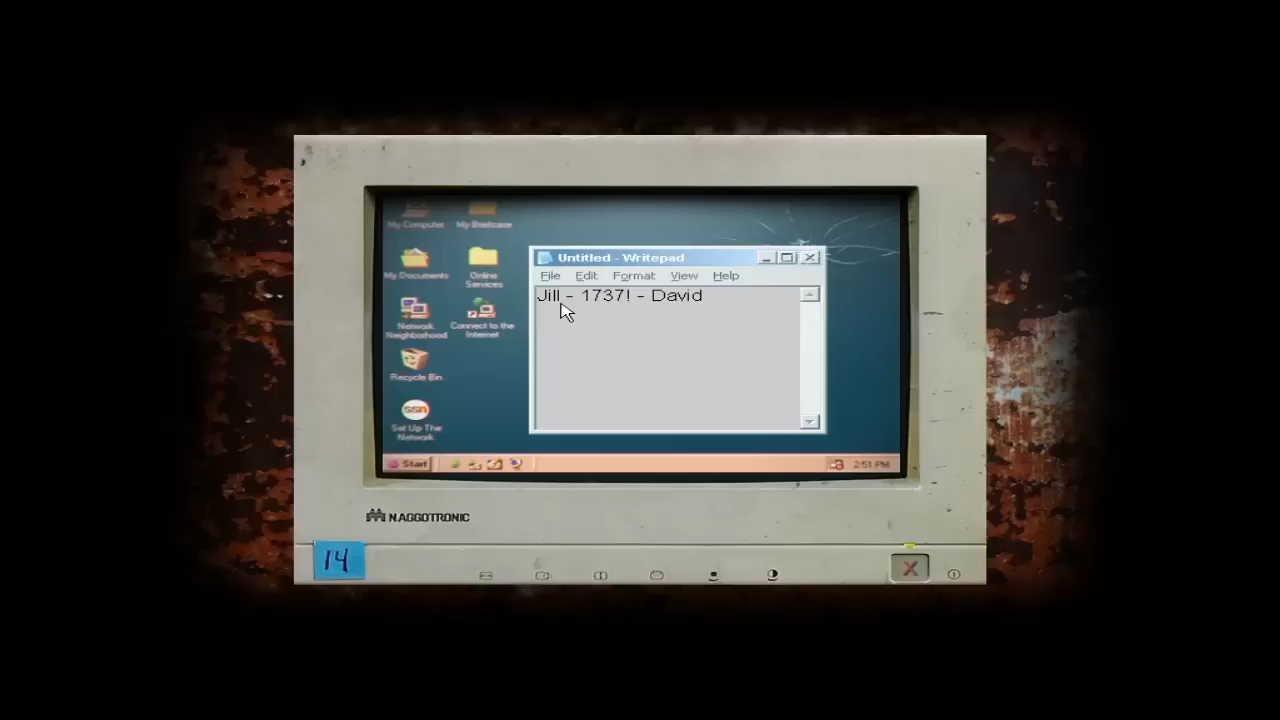 My Computer
My Briefcase
My Documents
Online
Services
Network
Neighborhood
Connect to the
Internet
Recycle Bin
ssn
Set Up The
Network
Untitled - Writepad
File Edit Format View Help
Jill - 1737! - David
Start
2:51 PM
NAGGOTRONIC
14
X